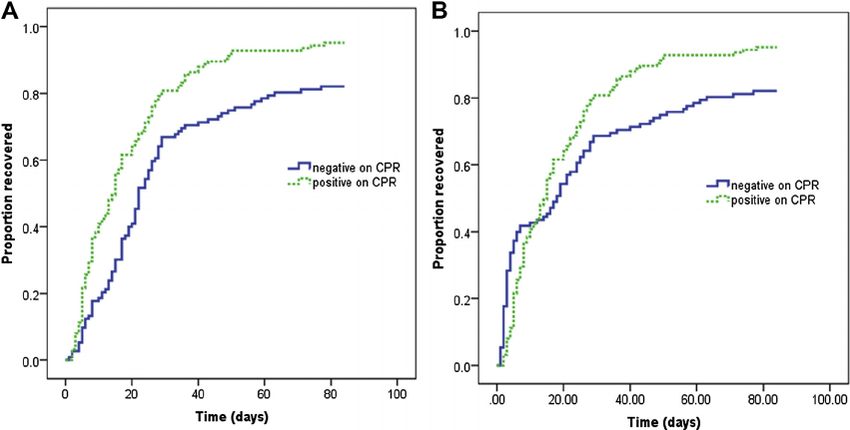 A
Proportion recovered
1.0
0.8
0.6
0.4
0.2
0.0
negative on CPR
positive on CPR
0 20 40 60 80 100
Time (days)
B
Proportion recovered
1.0
0.8
0.6
0.4
0.2
0.0
negative on CPR
positive on CPR
.00 20.00 40.00 60.00 80.00 100.00
Time (days)